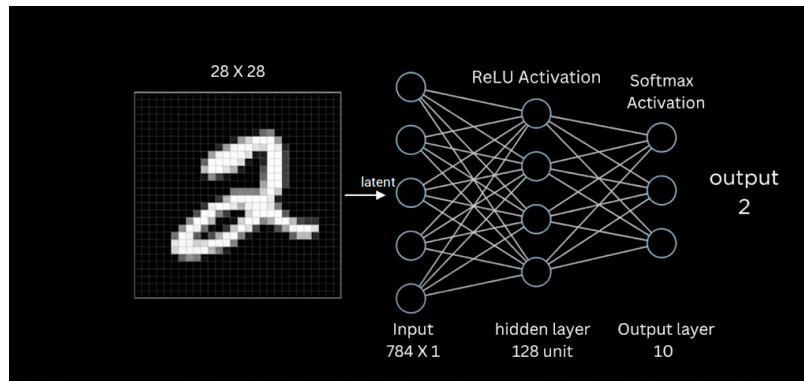 28 X 28
ReLU Activation
Softmax
Activation
latent
output
2
Input
784 X 1
hidden layer
128 unit
Output layer
10